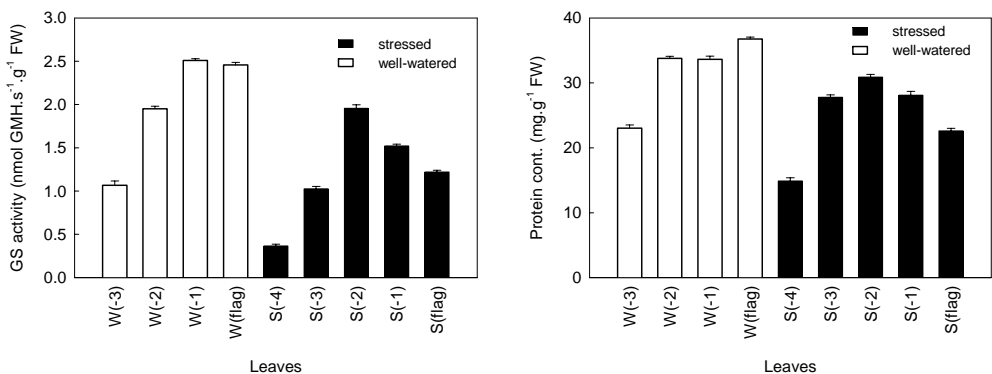 GS activity (nmol GMH.s⁻¹.g⁻¹ FW)
3.0
2.5
2.0
1.5
1.0
0.5
0.0
stressed
well-watered
W(-3)
W(-2)
W(-1)
W(flag)
S(-4)
S(-3)
S(-2)
S(-1)
S(flag)
Leaves
Protein cont. (mg.g⁻¹ FW)
40
30
20
10
0
stressed
well-watered
W(-3)
W(-2)
W(-1)
W(flag)
S(-4)
S(-3)
S(-2)
S(-1)
S(flag)
Leaves